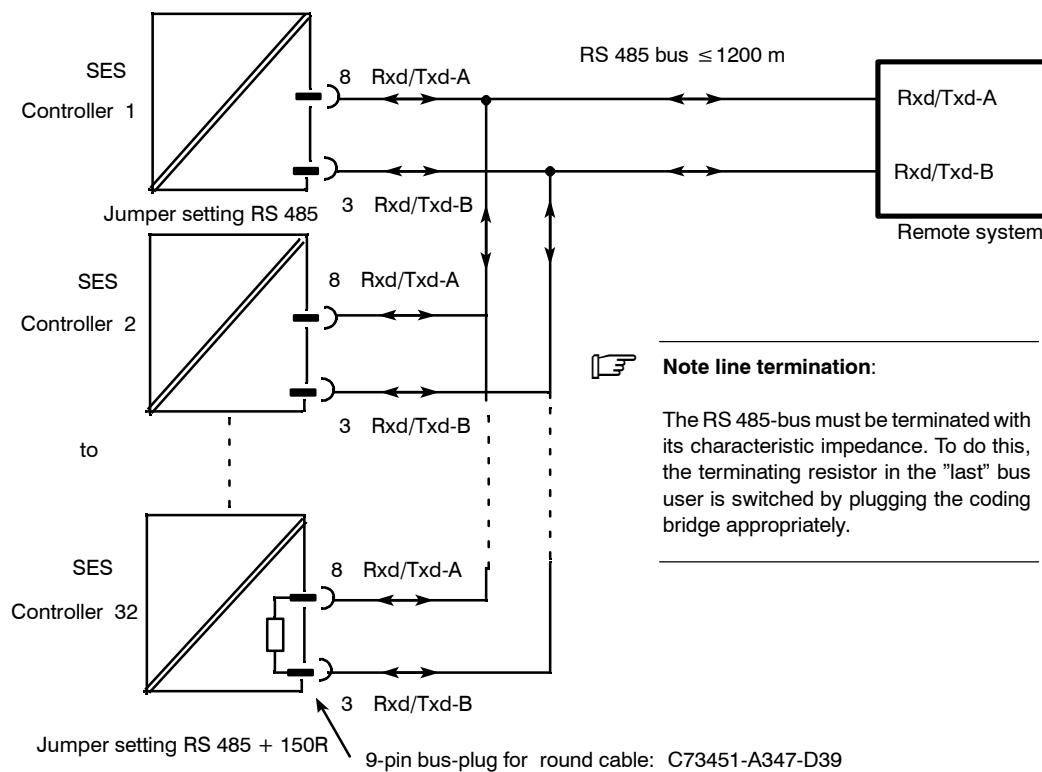 RS 485 bus ≤ 1200 m
SES
Controller 1
8 Rxd/Txd-A
3 Rxd/Txd-B
Jumper setting RS 485
Rxd/Txd-A
Rxd/Txd-B
Remote system
SES
Controller 2
8 Rxd/Txd-A
3 Rxd/Txd-B
to
Note line termination:
The RS 485-bus must be terminated with
its characteristic impedance. To do this,
the terminating resistor in the ”last” bus
user is switched by plugging the coding
bridge appropriately.
SES
Controller 32
8 Rxd/Txd-A
3 Rxd/Txd-B
Jumper setting RS 485 + 150R
9-pin bus-plug for round cable: C73451-A347-D39